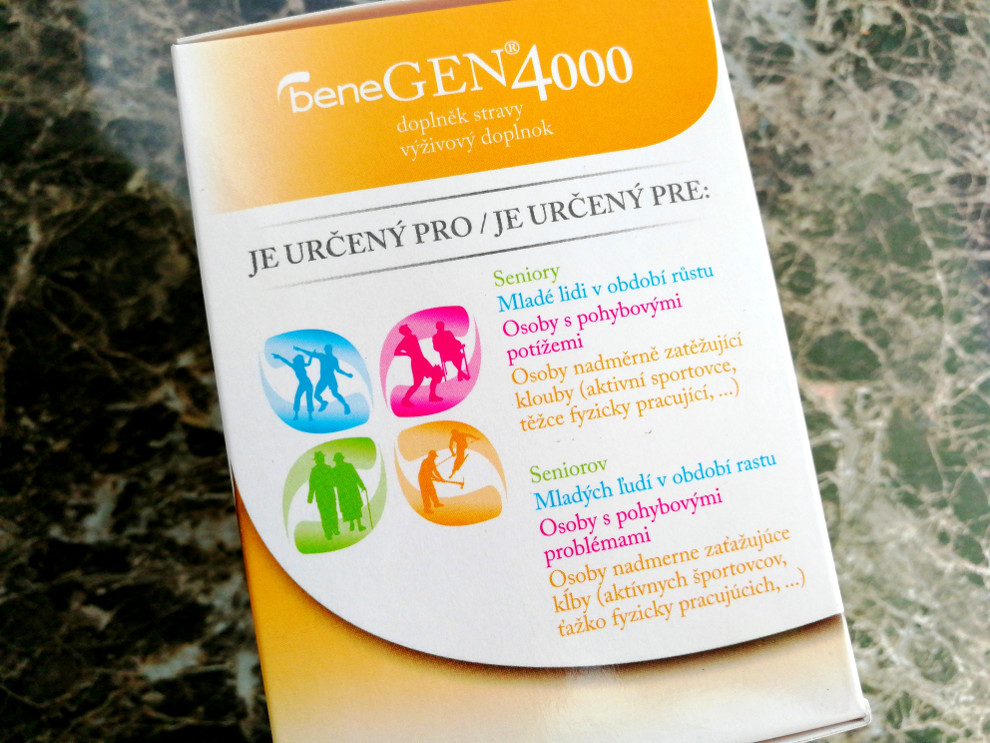 beneGEN®4000
doplněk stravy
výživový doplnok
JE URČENÝ PRO / JE URČENÝ PRE:
Seniory
Mladé lidi v období růstu
Osoby s pohybovými
potížemi
Osoby nadměrně zatěžující
klouby (aktivní sportovce,
těžce fyzicky pracující, ...)
Seniorov
Mladých ľudí v období rastu
Osoby s pohybovými
problémami
Osoby nadmerne zaťažujúce
kĺby (aktívnych športovcov,
ťažko fyzicky pracujúcich, ...)